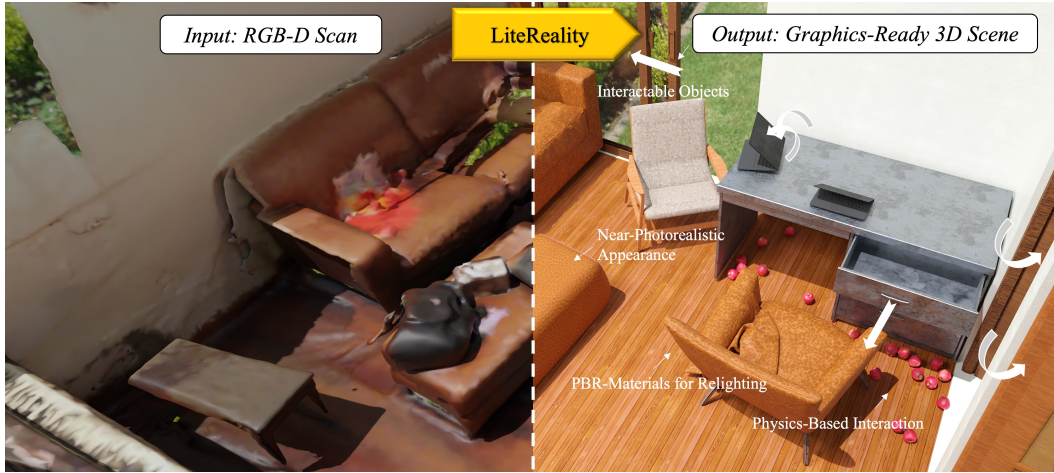 Input: RGB-D Scan
LiteReality
Output: Graphics-Ready 3D Scene
Interactable Objects
Near-Photorealistic
Appearance
PBR-Materials for Relighting
Physics-Based Interaction